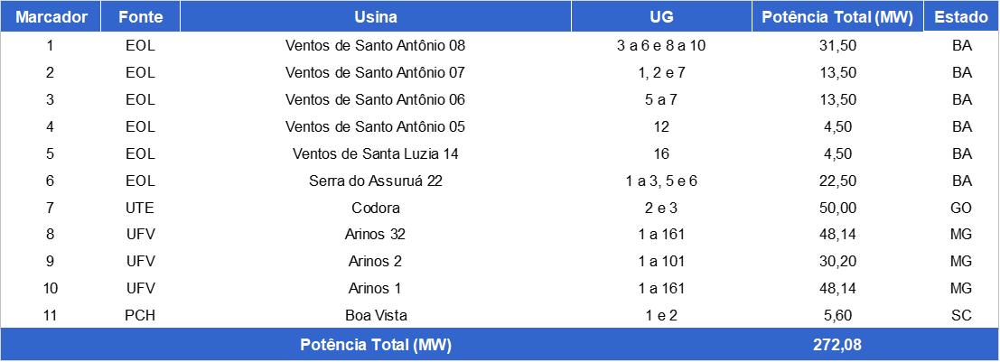 Marcador Fonte Usina UG Potência Total (MW) Estado
1 EOL Ventos de Santo Antônio 08 3 a 6 e 8 a 10 31,50 BA
2 EOL Ventos de Santo Antônio 07 1, 2 e 7 13,50 BA
3 EOL Ventos de Santo Antônio 06 5 a 7 13,50 BA
4 EOL Ventos de Santo Antônio 05 12 4,50 BA
5 EOL Ventos de Santa Luzia 14 16 4,50 BA
6 EOL Serra do Assuruá 22 1 a 3, 5 e 6 22,50 BA
7 UTE Codora 2 e 3 50,00 GO
8 UFV Arinos 32 1 a 161 48,14 MG
9 UFV Arinos 2 1 a 101 30,20 MG
10 UFV Arinos 1 1 a 161 48,14 MG
11 PCH Boa Vista 1 e 2 5,60 SC
Potência Total (MW) 272,08